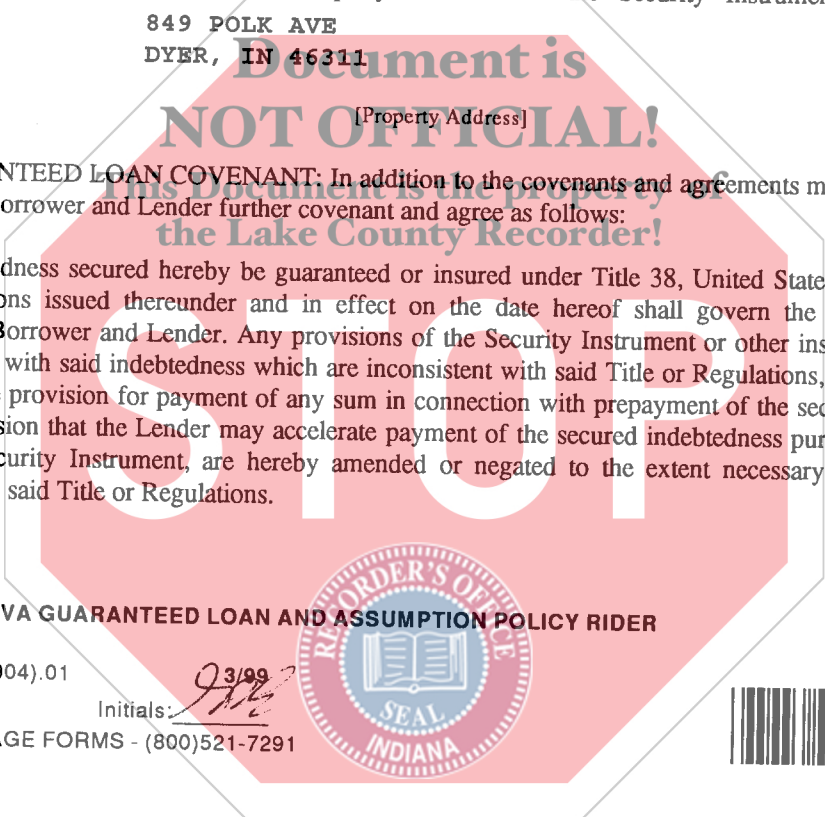 849 POLK AVE
DYER, IN 46311
Document is
NOT OFFICIAL!
[Property Address]
This Document is the property of
the Lake County Recorder!
NTEED LOAN COVENANT: In addition to the covenants and agreements m
orrower and Lender further covenant and agree as follows:
dness secured hereby be guaranteed or insured under Title 38, United State
ons issued thereunder and in effect on the date hereof shall govern the
Borrower and Lender. Any provisions of the Security Instrument or other ins
with said indebtedness which are inconsistent with said Title or Regulations,
provision for payment of any sum in connection with prepayment of the sec
sion that the Lender may accelerate payment of the secured indebtedness pur
curity Instrument, are hereby amended or negated to the extent necessary
said Title or Regulations.
STOP
VA GUARANTEED LOAN AND ASSUMPTION POLICY RIDER
04).01
3/99
Initials:
AGE FORMS - (800)521-7291
RECORDER'S OFFICE
SEAL
INDIANA